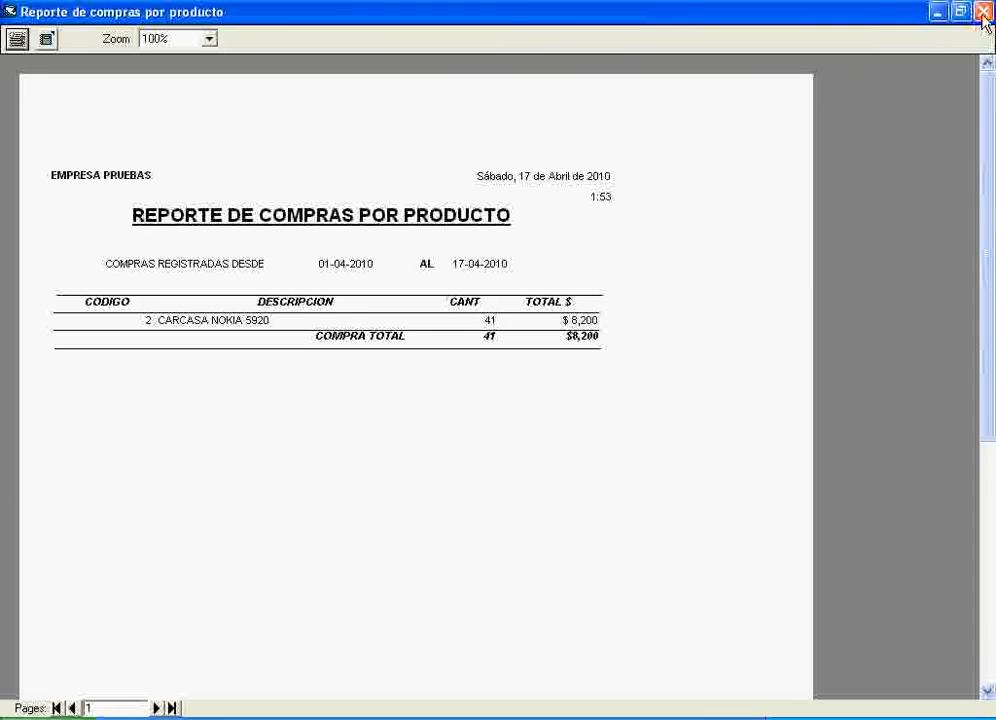 Reporte de compras por producto
Zoom 100%
EMPRESA PRUEBAS
Sábado, 17 de Abril de 2010
1:53
REPORTE DE COMPRAS POR PRODUCTO
COMPRAS REGISTRADAS DESDE 01-04-2010 AL 17-04-2010
CODIGO DESCRIPCION CANT TOTAL $
2 CARCASA NOKIA 5920 41 $ 8,200
COMPRA TOTAL 41 $8,200
Pages: 1